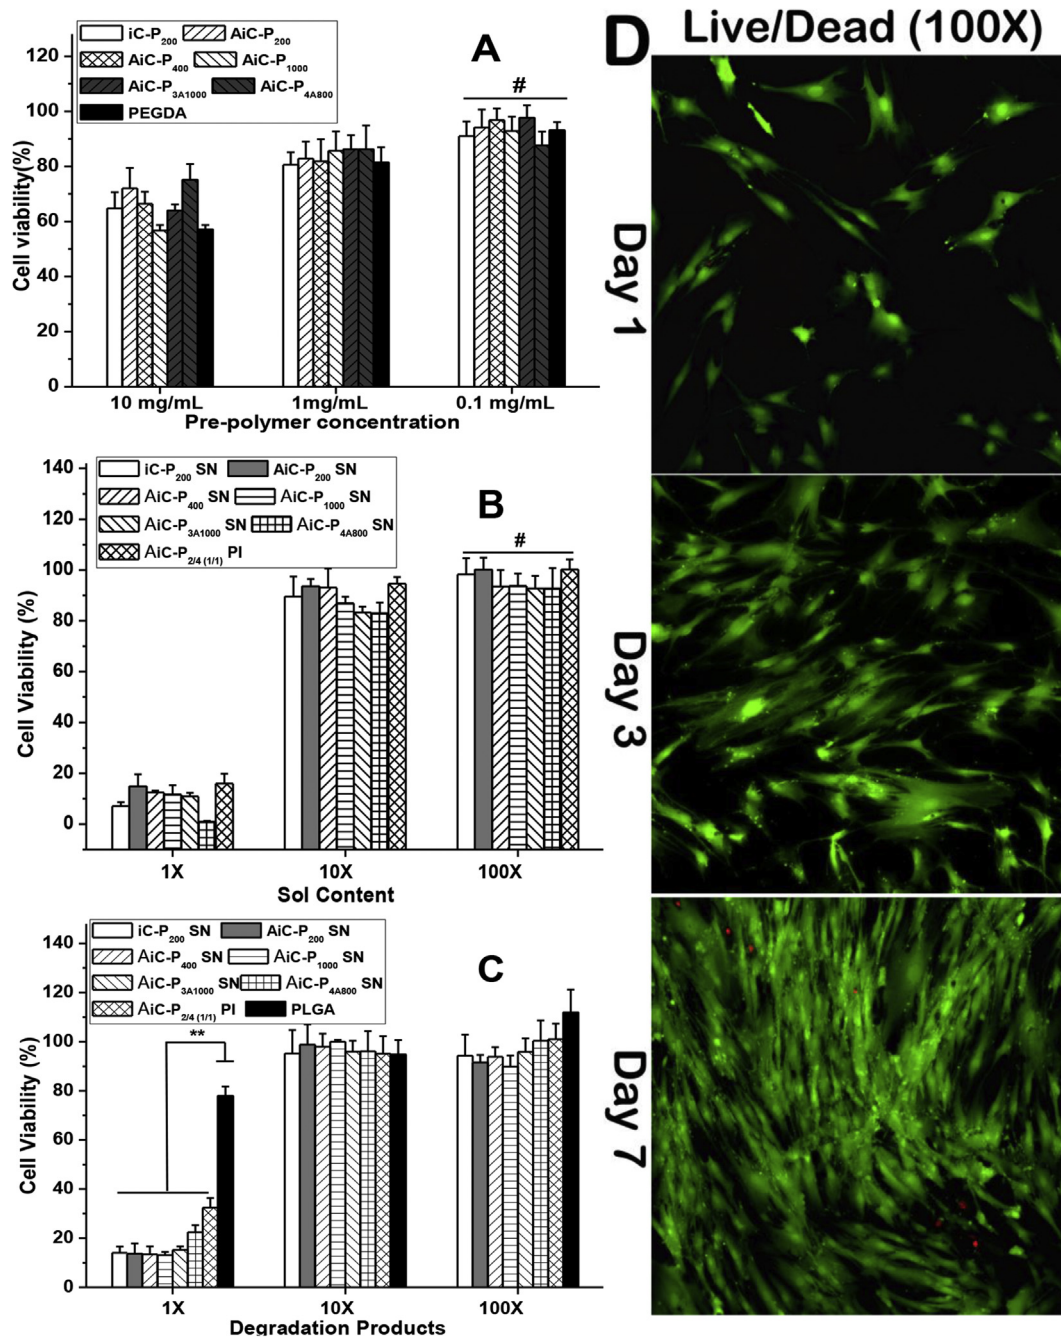 iC-P200 AiC-P200
AiC-P400 AiC-P1000
AiC-P3A1000 AiC-P4A800
PEGDA
A
#
120
100
80
60
40
20
0
Cell viability(%)
10 mg/mL 1mg/mL 0.1 mg/mL
Pre-polymer concentration
iC-P200 SN AiC-P200 SN
AiC-P400 SN AiC-P1000 SN
AiC-P3A1000 SN AiC-P4A800 SN
AiC-P2/4 (1/1) PI
B
#
140
120
100
80
60
40
20
0
Cell Viability (%)
1X 10X 100X
Sol Content
iC-P200 SN AiC-P200 SN
AiC-P400 SN AiC-P1000 SN
AiC-P3A1000 SN AiC-P4A800 SN
AiC-P2/4 (1/1) PI PLGA
C
**
140
120
100
80
60
40
20
0
Cell Viability (%)
1X 10X 100X
Degradation Products
D
Live/Dead (100X)
Day 1
Day 3
Day 7